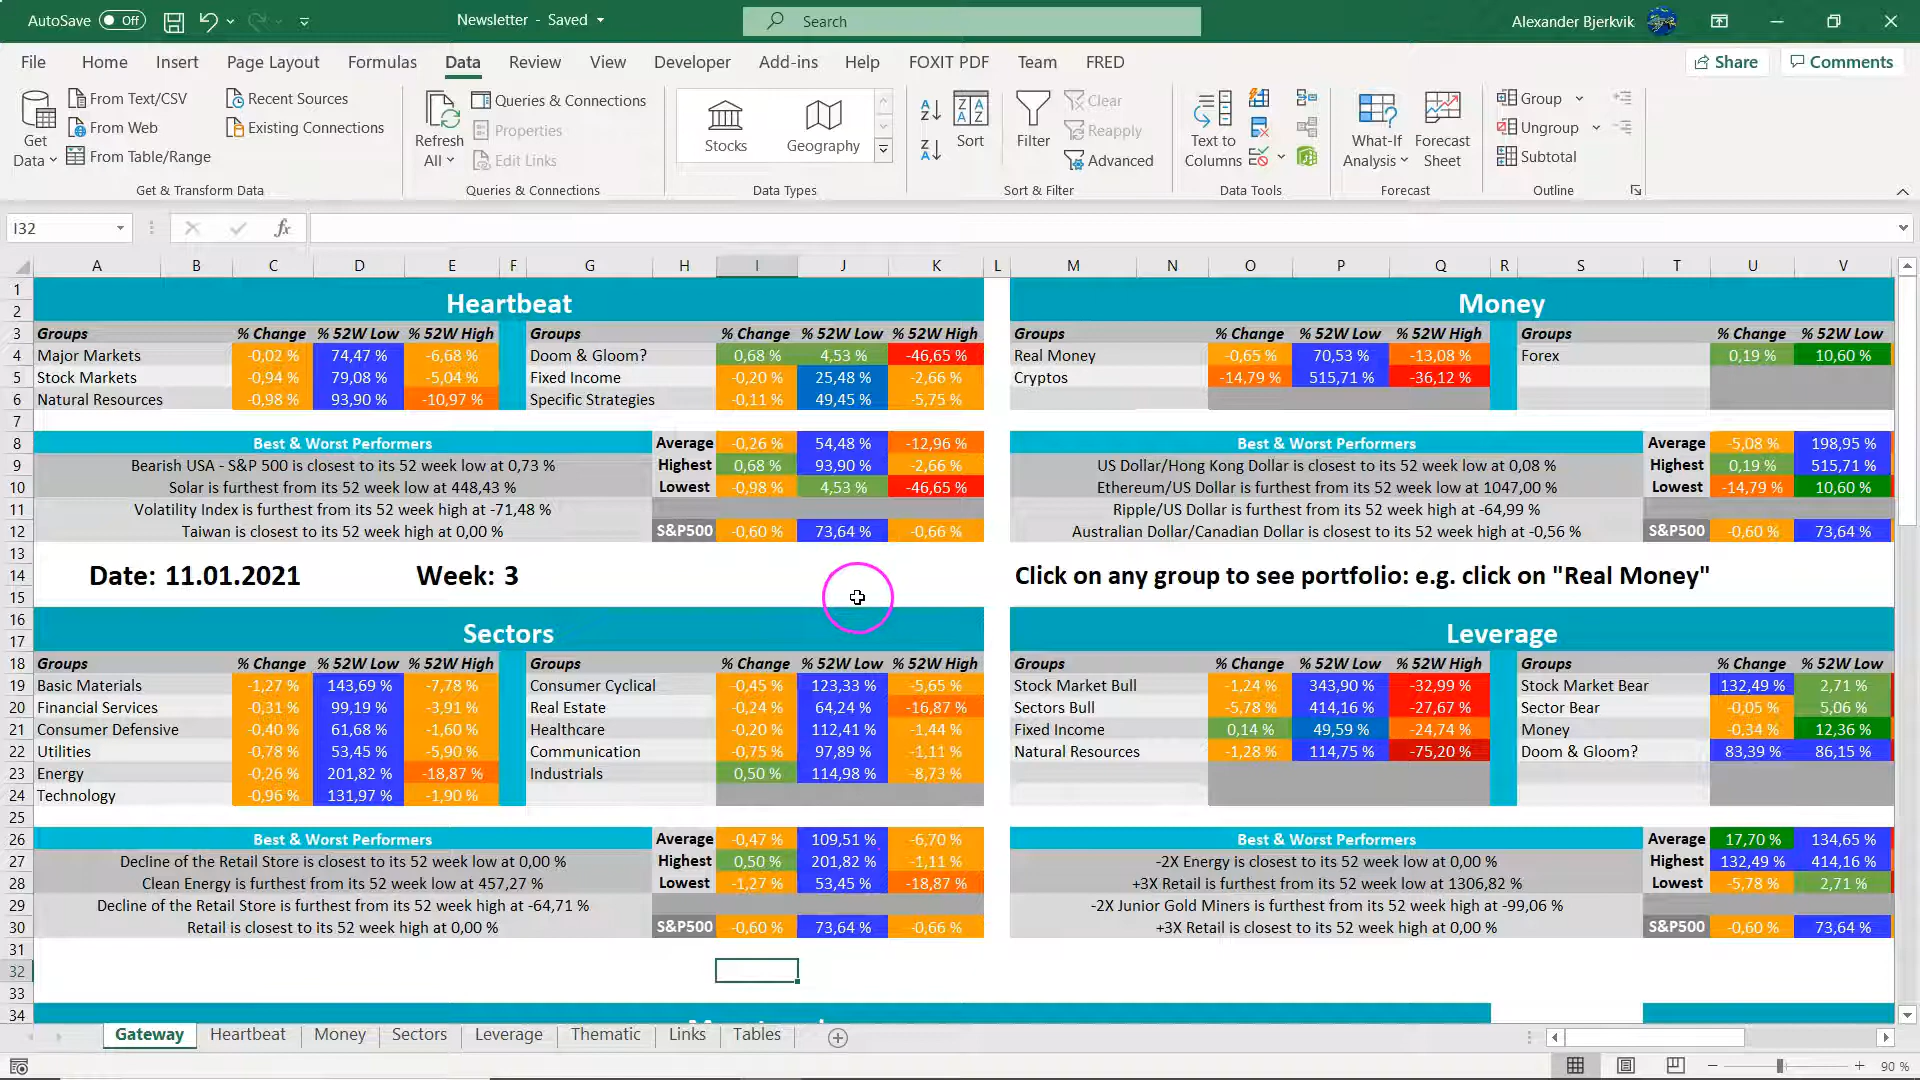 AutoSave Off Newsletter - Saved Search Alexander Bjerkvik
File Home Insert Page Layout Formulas Data Review View Developer Add-ins Help FOXIT PDF Team FRED Share Comments
Get Data From Text/CSV Recent Sources Refresh All Queries & Connections Stocks Geography Sort Filter Clear Text to Columns What-If Analysis Forecast Sheet Group
From Web Existing Connections Properties Reapply Ungroup
From Table/Range Edit Links Advanced Subtotal
Get & Transform Data Queries & Connections Data Types Sort & Filter Data Tools Forecast Outline
I32 fx
A B C D E F G H I J K L M N O P Q R S T U V
1
2 Heartbeat Money
3 Groups % Change % 52W Low % 52W High Groups % Change % 52W Low % 52W High Groups % Change % 52W Low % 52W High Groups % Change % 52W Low
4 Major Markets -0,02 % 74,47 % -6,68 % Doom & Gloom? 0,68 % 4,53 % -46,65 % Real Money -0,65 % 70,53 % -13,08 % Forex 0,19 % 10,60 %
5 Stock Markets -0,94 % 79,08 % -5,04 % Fixed Income -0,20 % 25,48 % -2,66 % Cryptos -14,79 % 515,71 % -36,12 %
6 Natural Resources -0,98 % 93,90 % -10,97 % Specific Strategies -0,11 % 49,45 % -5,75 %
7
8 Best & Worst Performers Average -0,26 % 54,48 % -12,96 % Best & Worst Performers Average -5,08 % 198,95 %
9 Bearish USA - S&P 500 is closest to its 52 week low at 0,73 % Highest 0,68 % 93,90 % -2,66 % US Dollar/Hong Kong Dollar is closest to its 52 week low at 0,08 % Highest 0,19 % 515,71 %
10 Solar is furthest from its 52 week low at 448,43 % Lowest -0,98 % 4,53 % -46,65 % Ethereum/US Dollar is furthest from its 52 week low at 1047,00 % Lowest -14,79 % 10,60 %
11 Volatility Index is furthest from its 52 week high at -71,48 % Ripple/US Dollar is furthest from its 52 week high at -64,99 %
12 Taiwan is closest to its 52 week high at 0,00 % S&P500 -0,60 % 73,64 % -0,66 % Australian Dollar/Canadian Dollar is closest to its 52 week high at -0,56 % S&P500 -0,60 % 73,64 %
13
14 Date: 11.01.2021 Week: 3 Click on any group to see portfolio: e.g. click on "Real Money"
15
16
17 Sectors Leverage
18 Groups % Change % 52W Low % 52W High Groups % Change % 52W Low % 52W High Groups % Change % 52W Low % 52W High Groups % Change % 52W Low
19 Basic Materials -1,27 % 143,69 % -7,78 % Consumer Cyclical -0,45 % 123,33 % -5,65 % Stock Market Bull -1,24 % 343,90 % -32,99 % Stock Market Bear 132,49 % 2,71 %
20 Financial Services -0,31 % 99,19 % -3,91 % Real Estate -0,24 % 64,24 % -16,87 % Sectors Bull -5,78 % 414,16 % -27,67 % Sector Bear -0,05 % 5,06 %
21 Consumer Defensive -0,40 % 61,68 % -1,60 % Healthcare -0,20 % 112,41 % -1,44 % Fixed Income 0,14 % 49,59 % -24,74 % Money -0,34 % 12,36 %
22 Utilities -0,78 % 53,45 % -5,90 % Communication -0,75 % 97,89 % -1,11 % Natural Resources -1,28 % 114,75 % -75,20 % Doom & Gloom? 83,39 % 86,15 %
23 Energy -0,26 % 201,82 % -18,87 % Industrials 0,50 % 114,98 % -8,73 %
24 Technology -0,96 % 131,97 % -1,90 %
25
26 Best & Worst Performers Average -0,47 % 109,51 % -6,70 % Best & Worst Performers Average 17,70 % 134,65 %
27 Decline of the Retail Store is closest to its 52 week low at 0,00 % Highest 0,50 % 201,82 % -1,11 % -2X Energy is closest to its 52 week low at 0,00 % Highest 132,49 % 414,16 %
28 Clean Energy is furthest from its 52 week low at 457,27 % Lowest -1,27 % 53,45 % -18,87 % +3X Retail is furthest from its 52 week low at 1306,82 % Lowest -5,78 % 2,71 %
29 Decline of the Retail Store is furthest from its 52 week high at -64,71 % -2X Junior Gold Miners is furthest from its 52 week high at -99,06 %
30 Retail is closest to its 52 week high at 0,00 % S&P500 -0,60 % 73,64 % -0,66 % +3X Retail is closest to its 52 week high at 0,00 % S&P500 -0,60 % 73,64 %
31
32
33
34
Gateway Heartbeat Money Sectors Leverage Thematic Links Tables
90 %